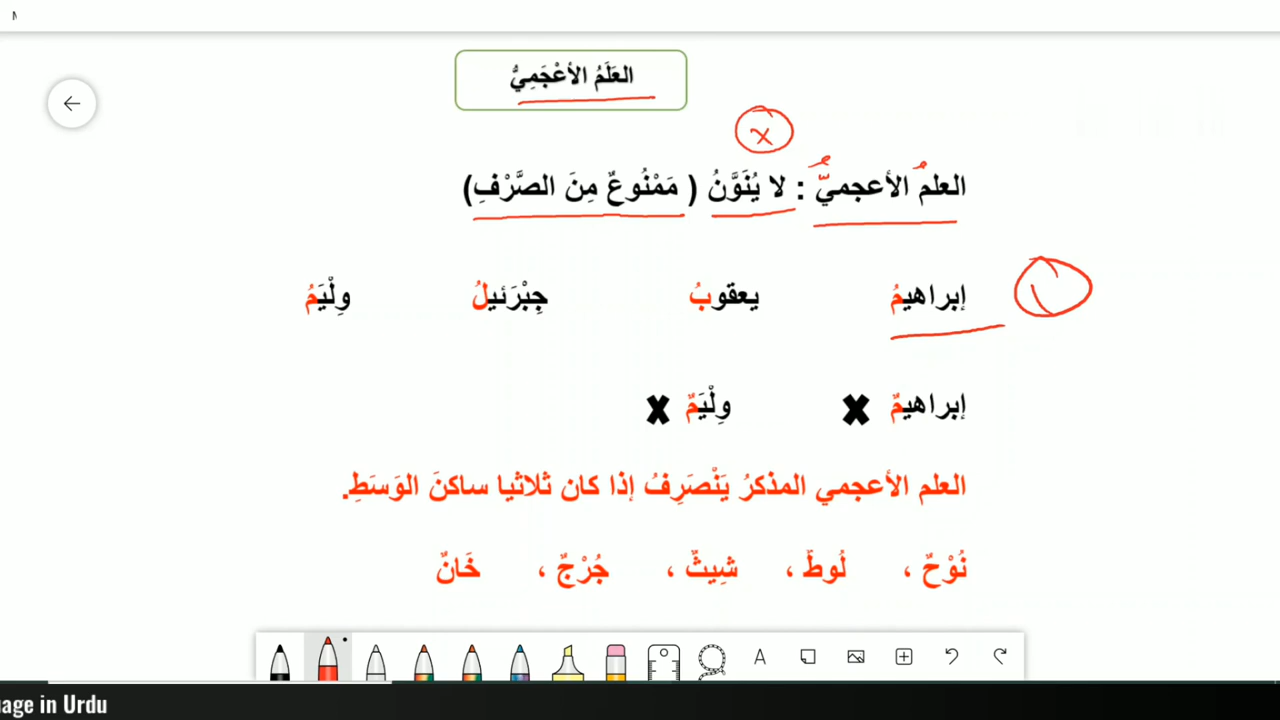 العَلَمُ الأعْجَمِيُّ
العلمُ الأعجميُّ : لا يُنَوَّنُ ( مَمْنُوعٌ مِنَ الصَّرْفِ)
إبراهيمُ يعقوبُ جِبْرَئيلُ وِلْيَمُ
إبراهيمٌ x وِلْيَمٌ x
العلم الأعجمي المذكرُ يَنْصَرِفُ إذا كان ثلاثيا ساكنَ الوَسَطِ.
نُوْحٌ ، لُوطٌ ، شِيثٌ ، جُرْجٌ ، خَانٌ
A
age in Urdu